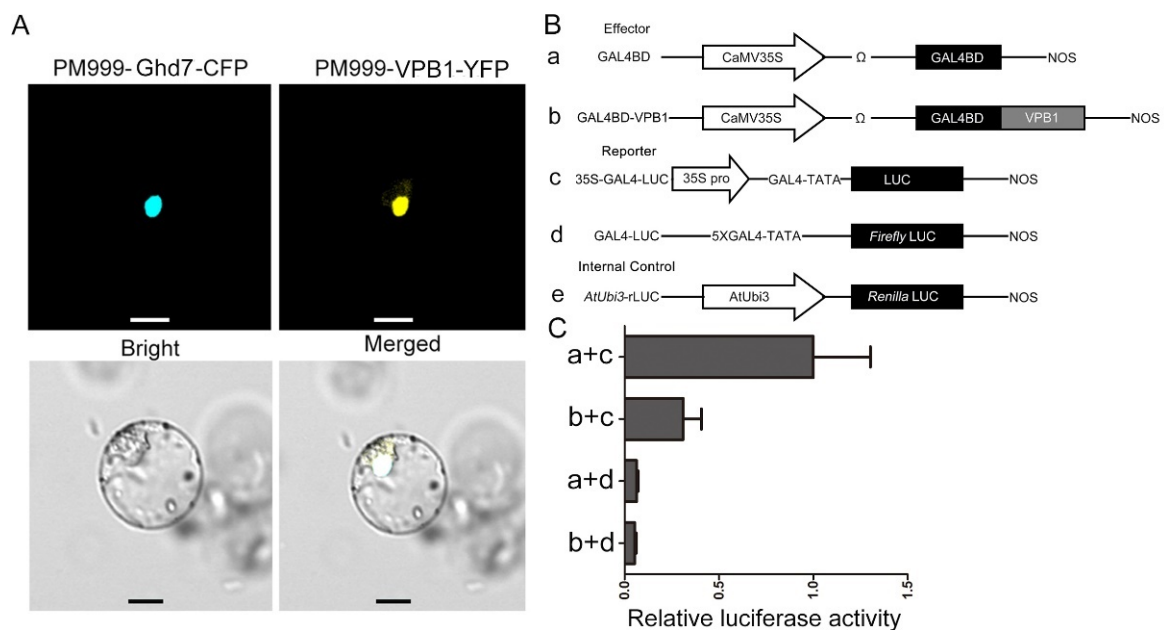 A
PM999-Ghd7-CFP
PM999-VPB1-YFP
Bright
Merged
B
Effector
a GAL4BD CaMV35S Ω GAL4BD NOS
b GAL4BD-VPB1 CaMV35S Ω GAL4BD VPB1 NOS
Reporter
c 35S-GAL4-LUC 35S pro GAL4-TATA LUC NOS
d GAL4-LUC 5XGAL4-TATA Firefly LUC NOS
Internal Control
e AtUbi3-rLUC AtUbi3 Renilla LUC NOS
C
a+c
b+c
a+d
b+d
0.0 0.5 1.0 1.5
Relative luciferase activity